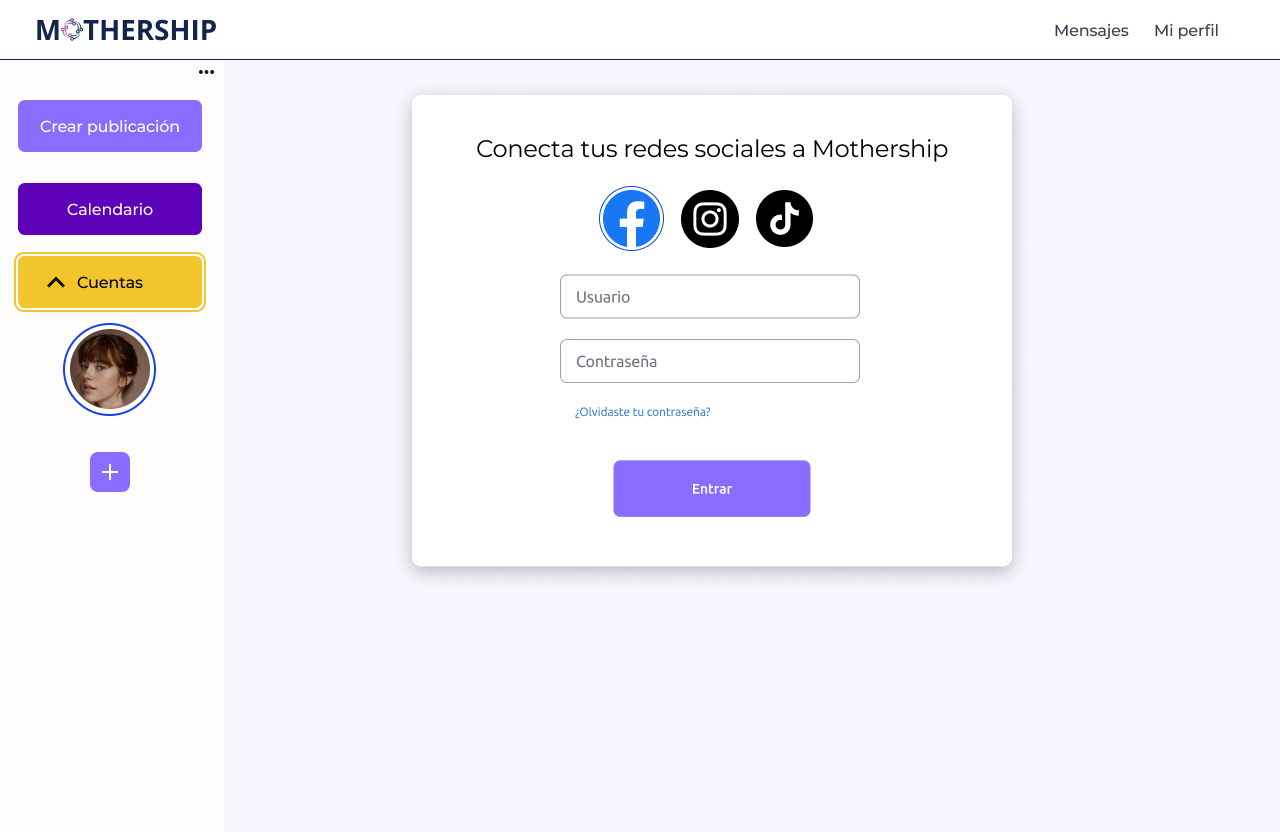 MOTHERSHIP
Mensajes
Mi perfil
Crear publicación
Calendario
Cuentas
Conecta tus redes sociales a Mothership
Usuario
Contraseña
¿Olvidaste tu contraseña?
Entrar